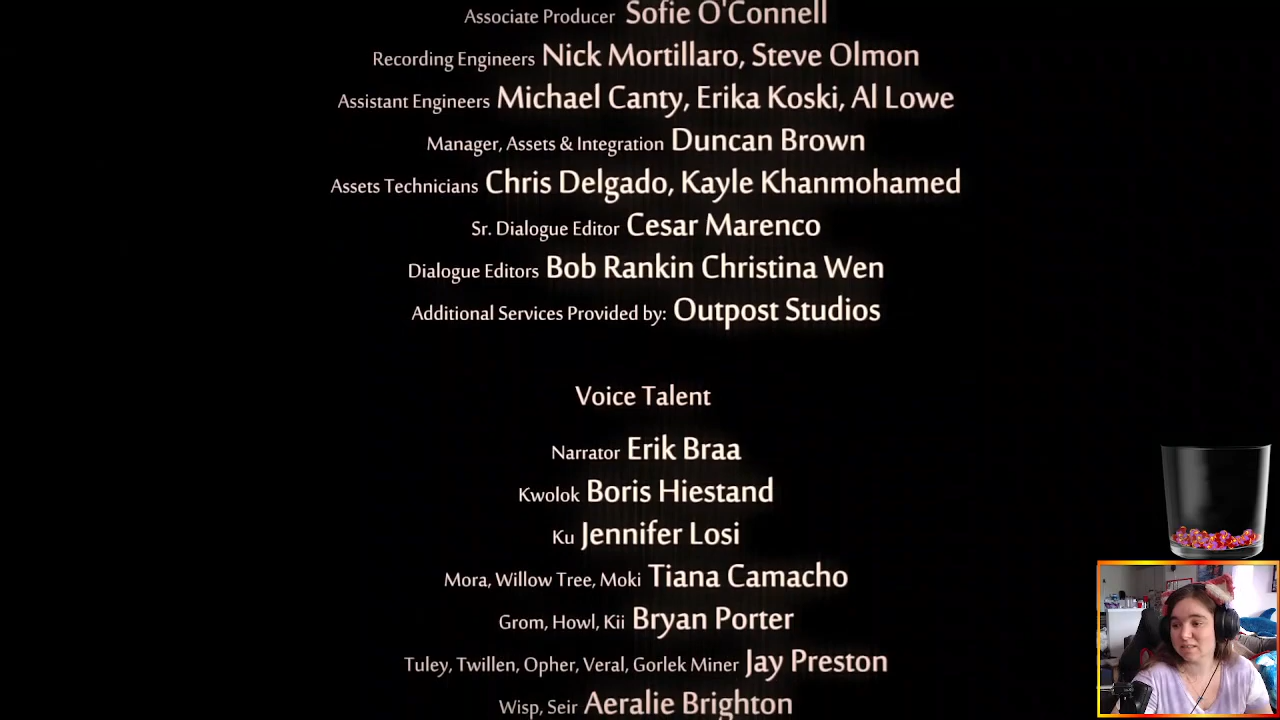 Associate Producer Sofie O'Connell
Recording Engineers Nick Mortillaro, Steve Olmon
Assistant Engineers Michael Canty, Erika Koski, Al Lowe
Manager, Assets & Integration Duncan Brown
Assets Technicians Chris Delgado, Kayle Khanmohamed
Sr. Dialogue Editor Cesar Marenco
Dialogue Editors Bob Rankin Christina Wen
Additional Services Provided by: Outpost Studios
Voice Talent
Narrator Erik Braa
Kwolok Boris Hiestand
Ku Jennifer Losi
Mora, Willow Tree, Moki Tiana Camacho
Grom, Howl, Kii Bryan Porter
Tuley, Twillen, Opher, Veral, Gorlek Miner Jay Preston
Wisp, Seir Aeralie Brighton